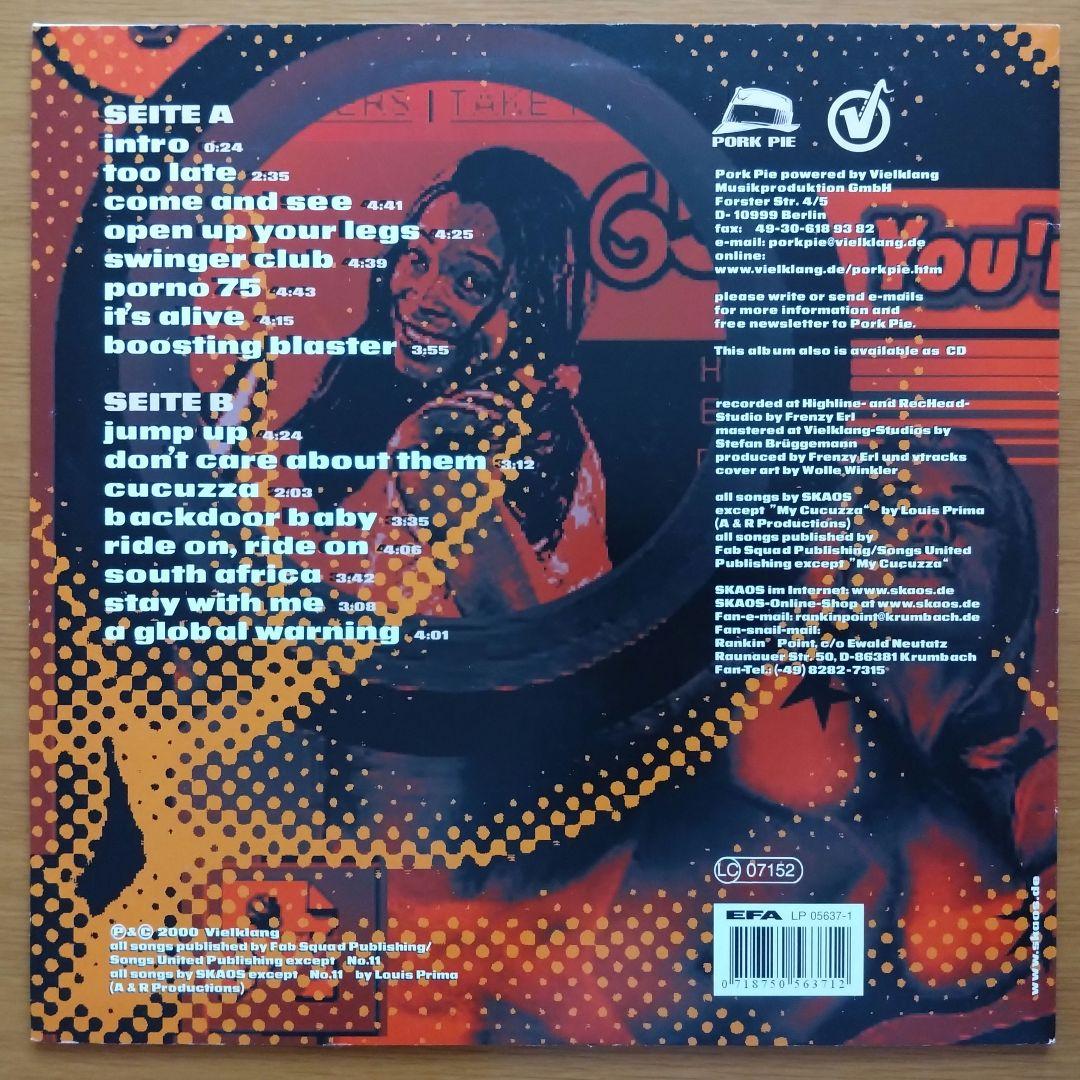 ERS | TAKE
SEITE A
intro 0:24
too late 2:35
come and see 4:41
open up your legs 4:25
swinger club 4:39
porno 75 4:43
it's alive 4:15
boosting blaster 3:55
SEITE B
jump up 4:24
don't care about them 3:12
cucuzza 2:03
backdoor baby 3:35
ride on, ride on 4:06
south africa 3:42
stay with me 3:08
a global warning 4:01
℗&© 2000 Vielklang
all songs published by Fab Squad Publishing/
Songs United Publishing except No.11
all songs by SKAOS except No.11 by Louis Prima
(A & R Productions)
PORK PIE
Pork Pie powered by Vielklang
Musikproduktion GmbH
Forster Str. 4/5
D-10999 Berlin
fax: 49-30-618 93 82
e-mail: porkpie@vielklang.de
online:
www.vielklang.de/porkpie.htm
You'r
please write or send e-mails
for more information and
free newsletter to Pork Pie.
This album also is available as CD
recorded at Highline- and RecHead-
Studio by Frenzy Erl
mastered at Vielklang-Studios by
Stefan Brüggemann
produced by Frenzy Erl und vtracks
cover art by Wolle Winkler
all songs by SKAOS
except "My Cucuzza" by Louis Prima
(A & R Productions)
all songs published by
Fab Squad Publishing/Songs United
Publishing except "My Cucuzza"
SKAOS im Internet: www.skaos.de
SKAOS-Online-Shop at www.skaos.de
Fan-e-mail: rankinpoint@krumbach.de
Fan-snail-mail:
Rankin' Point, c/o Ewald Neutatz
Raunauer Str. 50, D-86381 Krumbach
Fan-Tel.: (-49) 8282-7315
LC 07152
EFA LP 05637-1
0 718750 563712
www.skaos.de